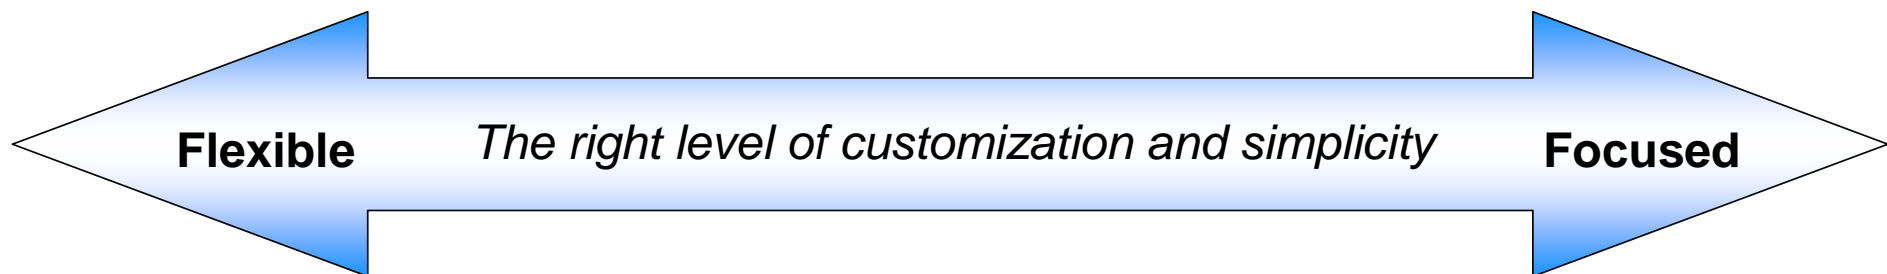 Flexible
The right level of customization and simplicity
Focused